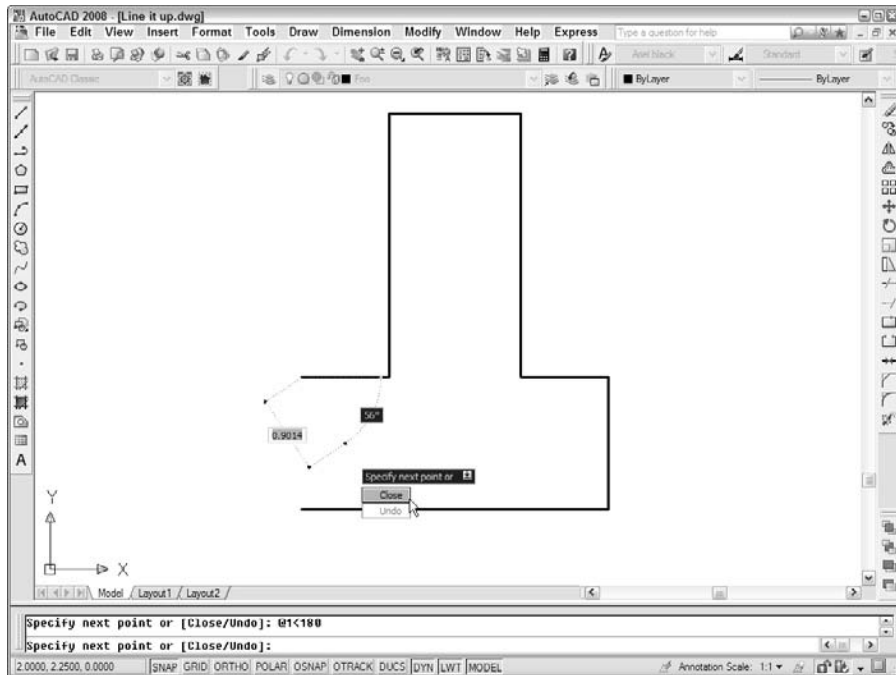 AutoCAD 2008 - [Line it up.dwg]
File Edit View Insert Format Tools Draw Dimension Modify Window Help Express Type a question for help
Arial black Standard
AutoCAD Classic Foo ByLayer ByLayer
56°
0.9014
Specify next point or
Close
Undo
Y
X
Model Layout1 Layout2
Specify next point or [Close/Undo]: @1<180
Specify next point or [Close/Undo]:
2.0000, 2.2500, 0.0000 SNAP GRID ORTHO POLAR OSNAP OTRACK DUCS DYN LWT MODEL Annotation Scale: 1:1